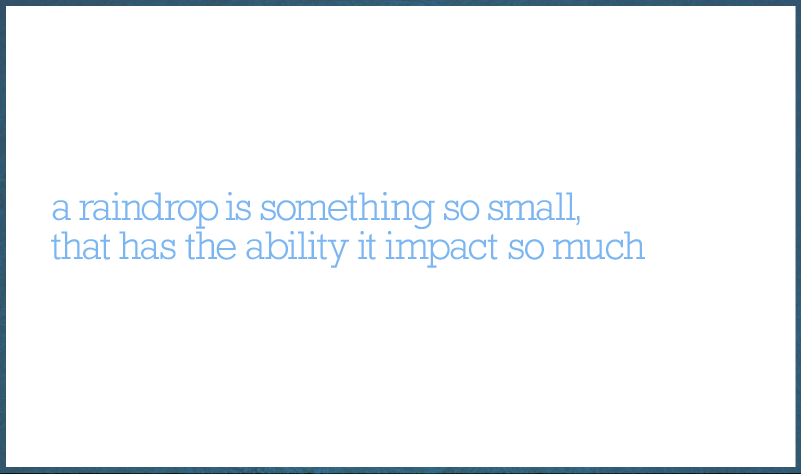 a raindrop is something so small,
that has the ability it impact so much